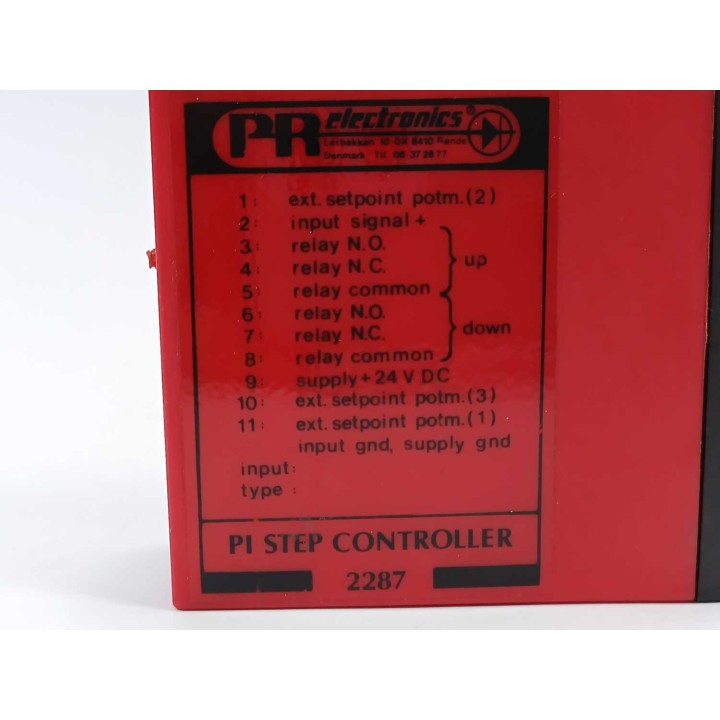 PR electronics®
Lerbakken 10 DK 8410 Rønde
Denmark Tlf. 06 37 26 77
1: ext. setpoint potm. (2)
2: input signal +
3: relay N.O.
4: relay N.C.
up
5: relay common
6: relay N.O.
7: relay N.C.
down
8: relay common
9: supply + 24 V DC
10: ext. setpoint potm. (3)
11: ext. setpoint potm. (1)
input gnd, supply gnd
input:
type :
PI STEP CONTROLLER
2287